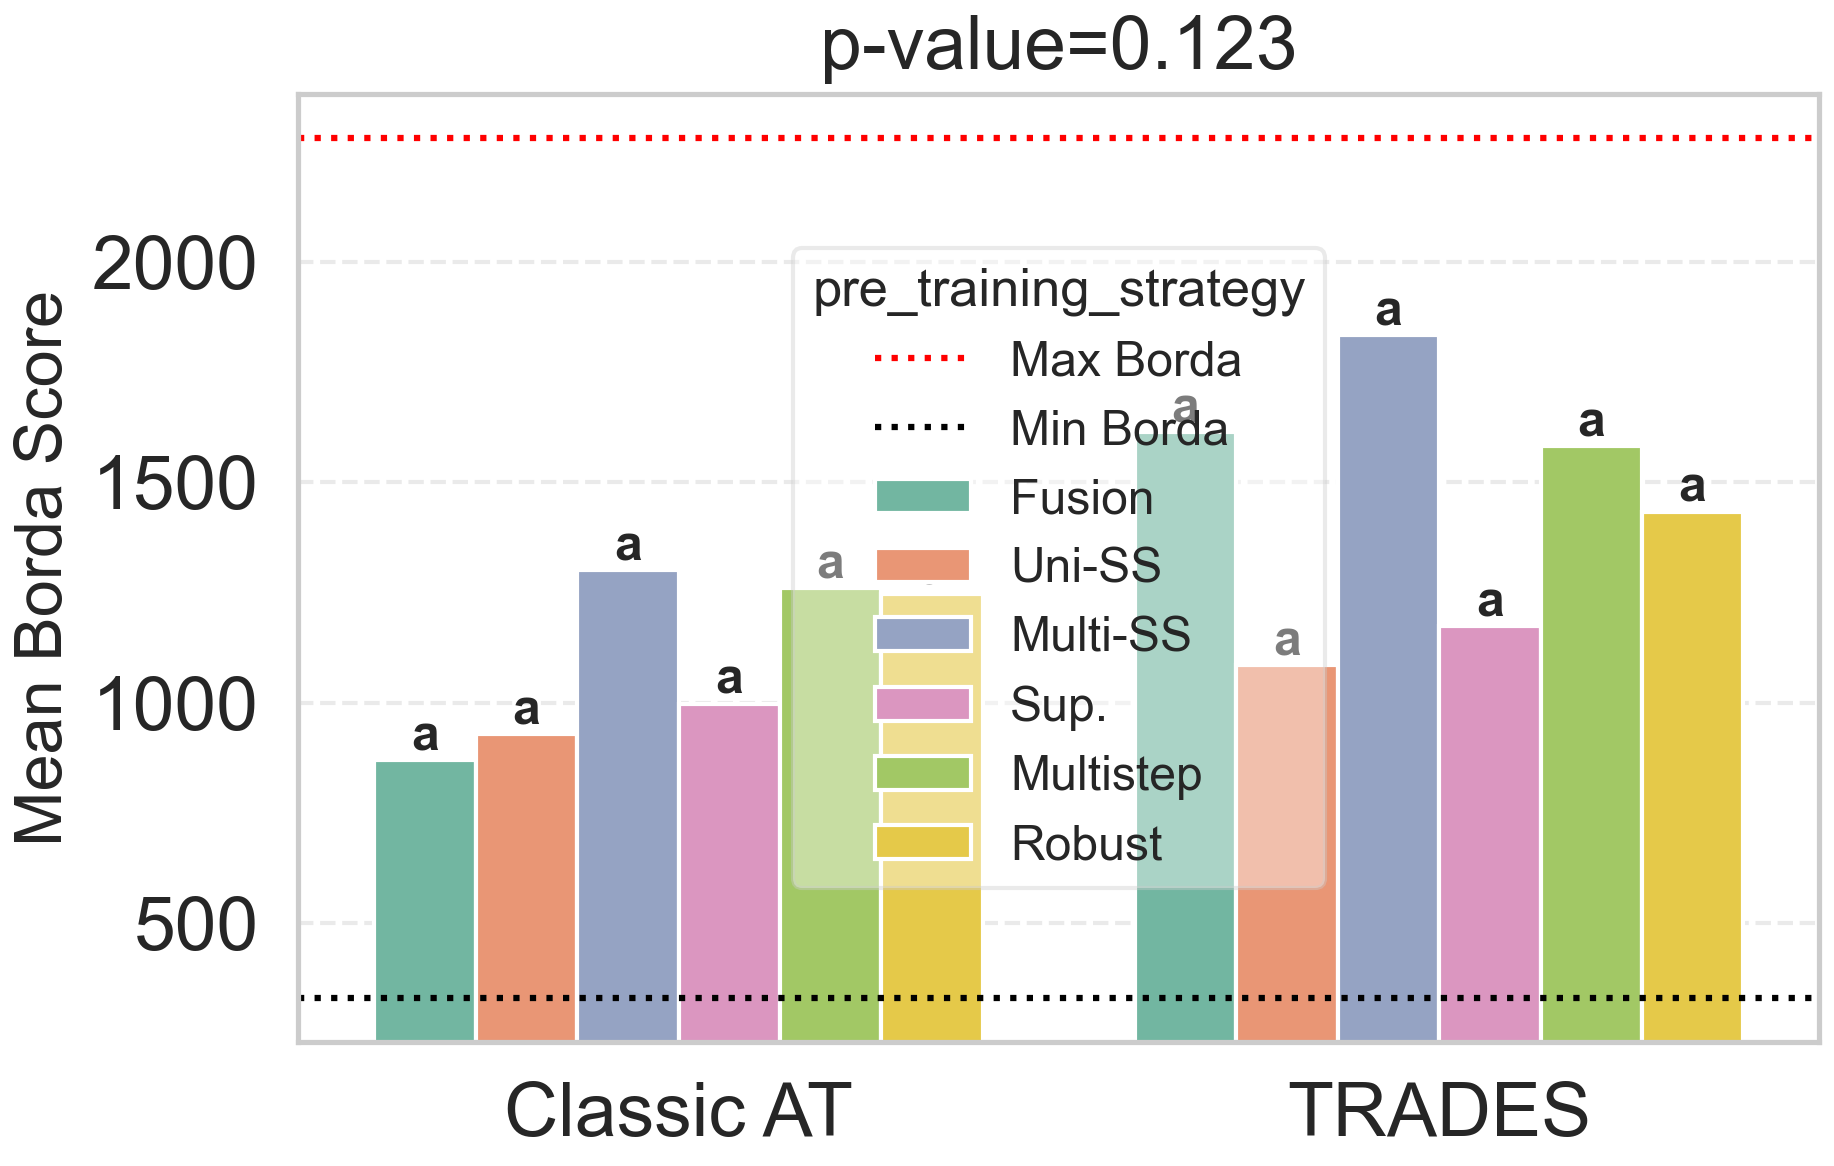 p-value=0.123
Mean Borda Score
2000
1500
1000
500
pre_training_strategy
Max Borda
Min Borda
Fusion
Uni-SS
Multi-SS
Sup.
Multistep
Robust
a
a
a
a
a
a
a
a
a
a
a
Classic AT
TRADES